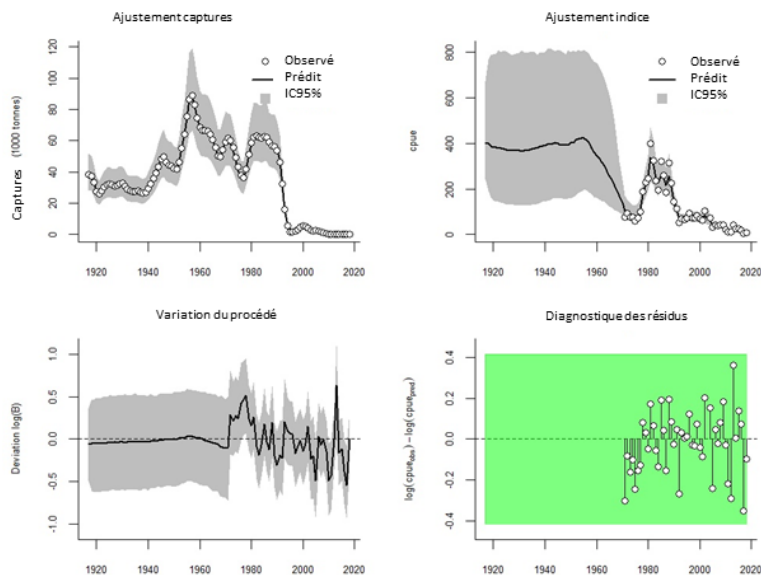 Ajustement captures
Captures (1000 tonnes)
0 20 40 60 80 100 120
Observé
Prédit
IC95%
1920 1940 1960 1980 2000 2020
Ajustement indice
cpue
0 200 400 600 800
Observé
Prédit
IC95%
1920 1940 1960 1980 2000 2020
Variation du procédé
Deviation log(B)
-1.0 -0.5 0.0 0.5 1.0
1920 1940 1960 1980 2000 2020
Diagnostique des résidus
log(cpueobs) − log(cpuepred)
-0.4 -0.2 0.0 0.2 0.4
1920 1940 1960 1980 2000 2020